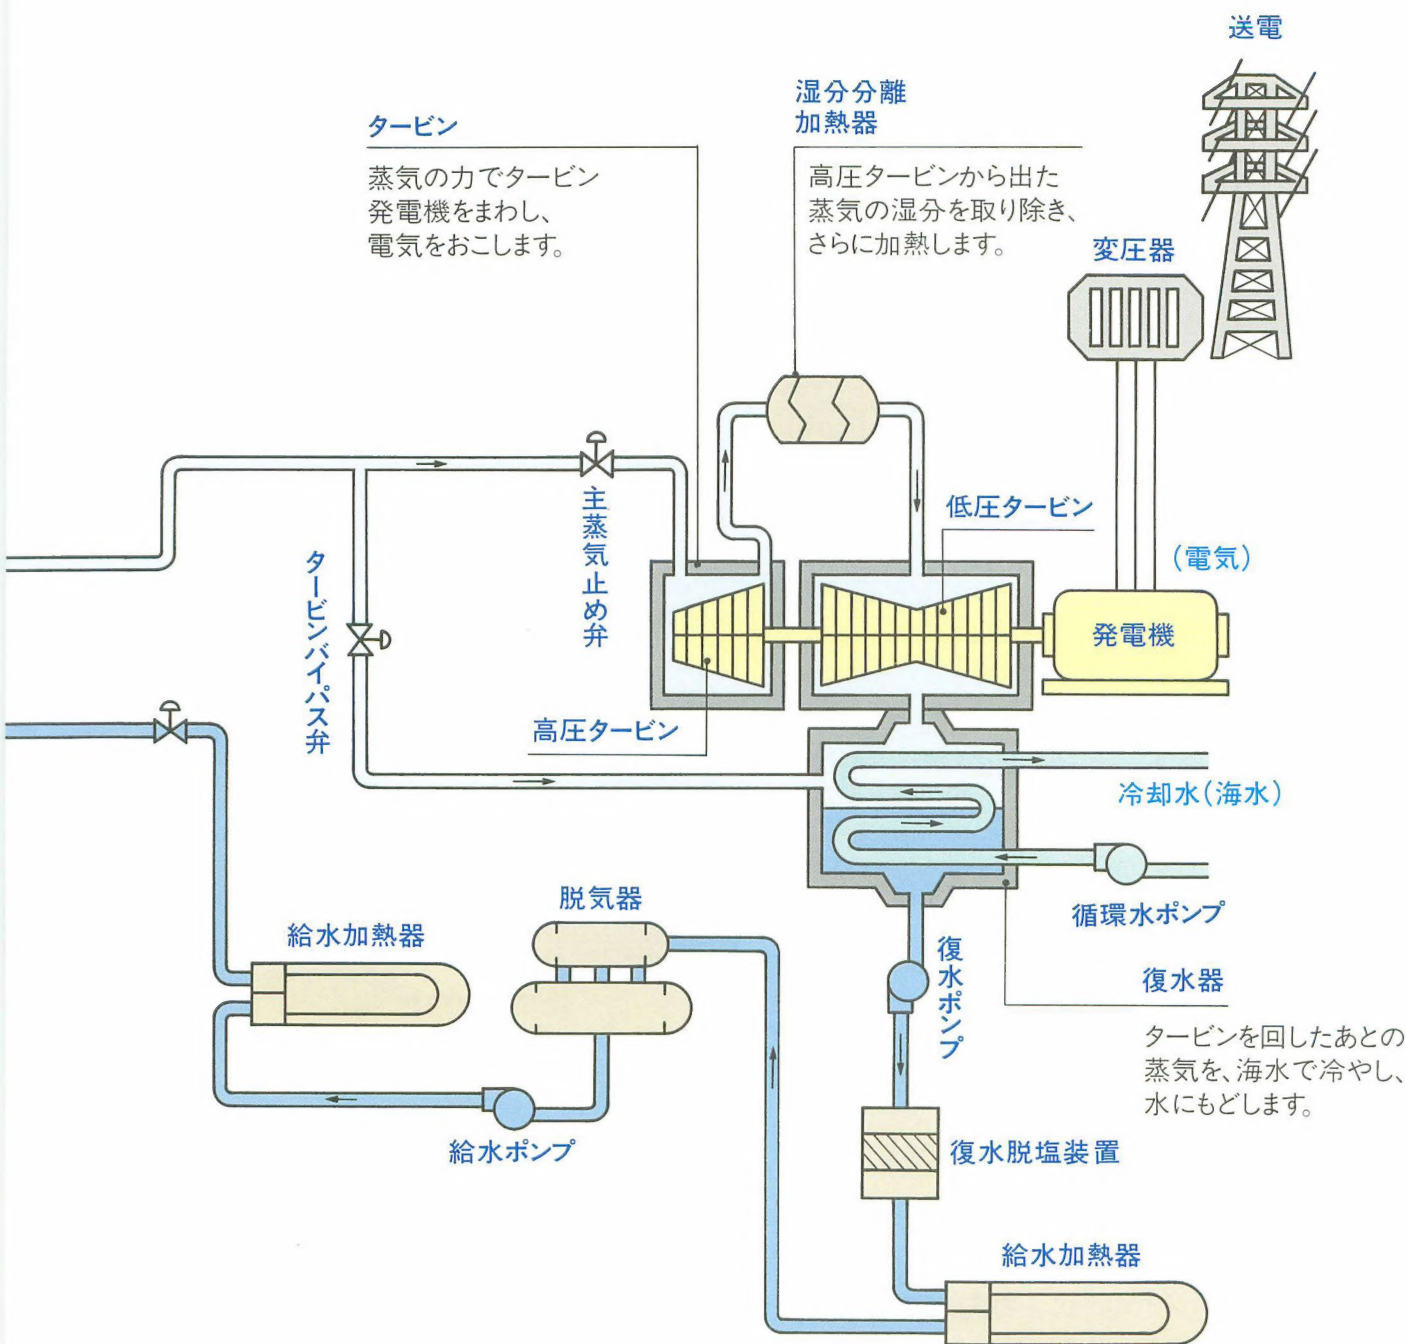 送電
湿分分離
加熱器
高圧タービンから出た
蒸気の湿分を取り除き、
さらに加熱します。
タービン
蒸気の力でタービン
発電機をまわし、
電気をおこします。
変圧器
主蒸気止め弁
低圧タービン
(電気)
タービンバイパス弁
発電機
高圧タービン
冷却水(海水)
循環水ポンプ
脱気器
給水加熱器
復水ポンプ
復水器
タービンを回したあとの
蒸気を、海水で冷やし、
水にもどします。
給水ポンプ
復水脱塩装置
給水加熱器